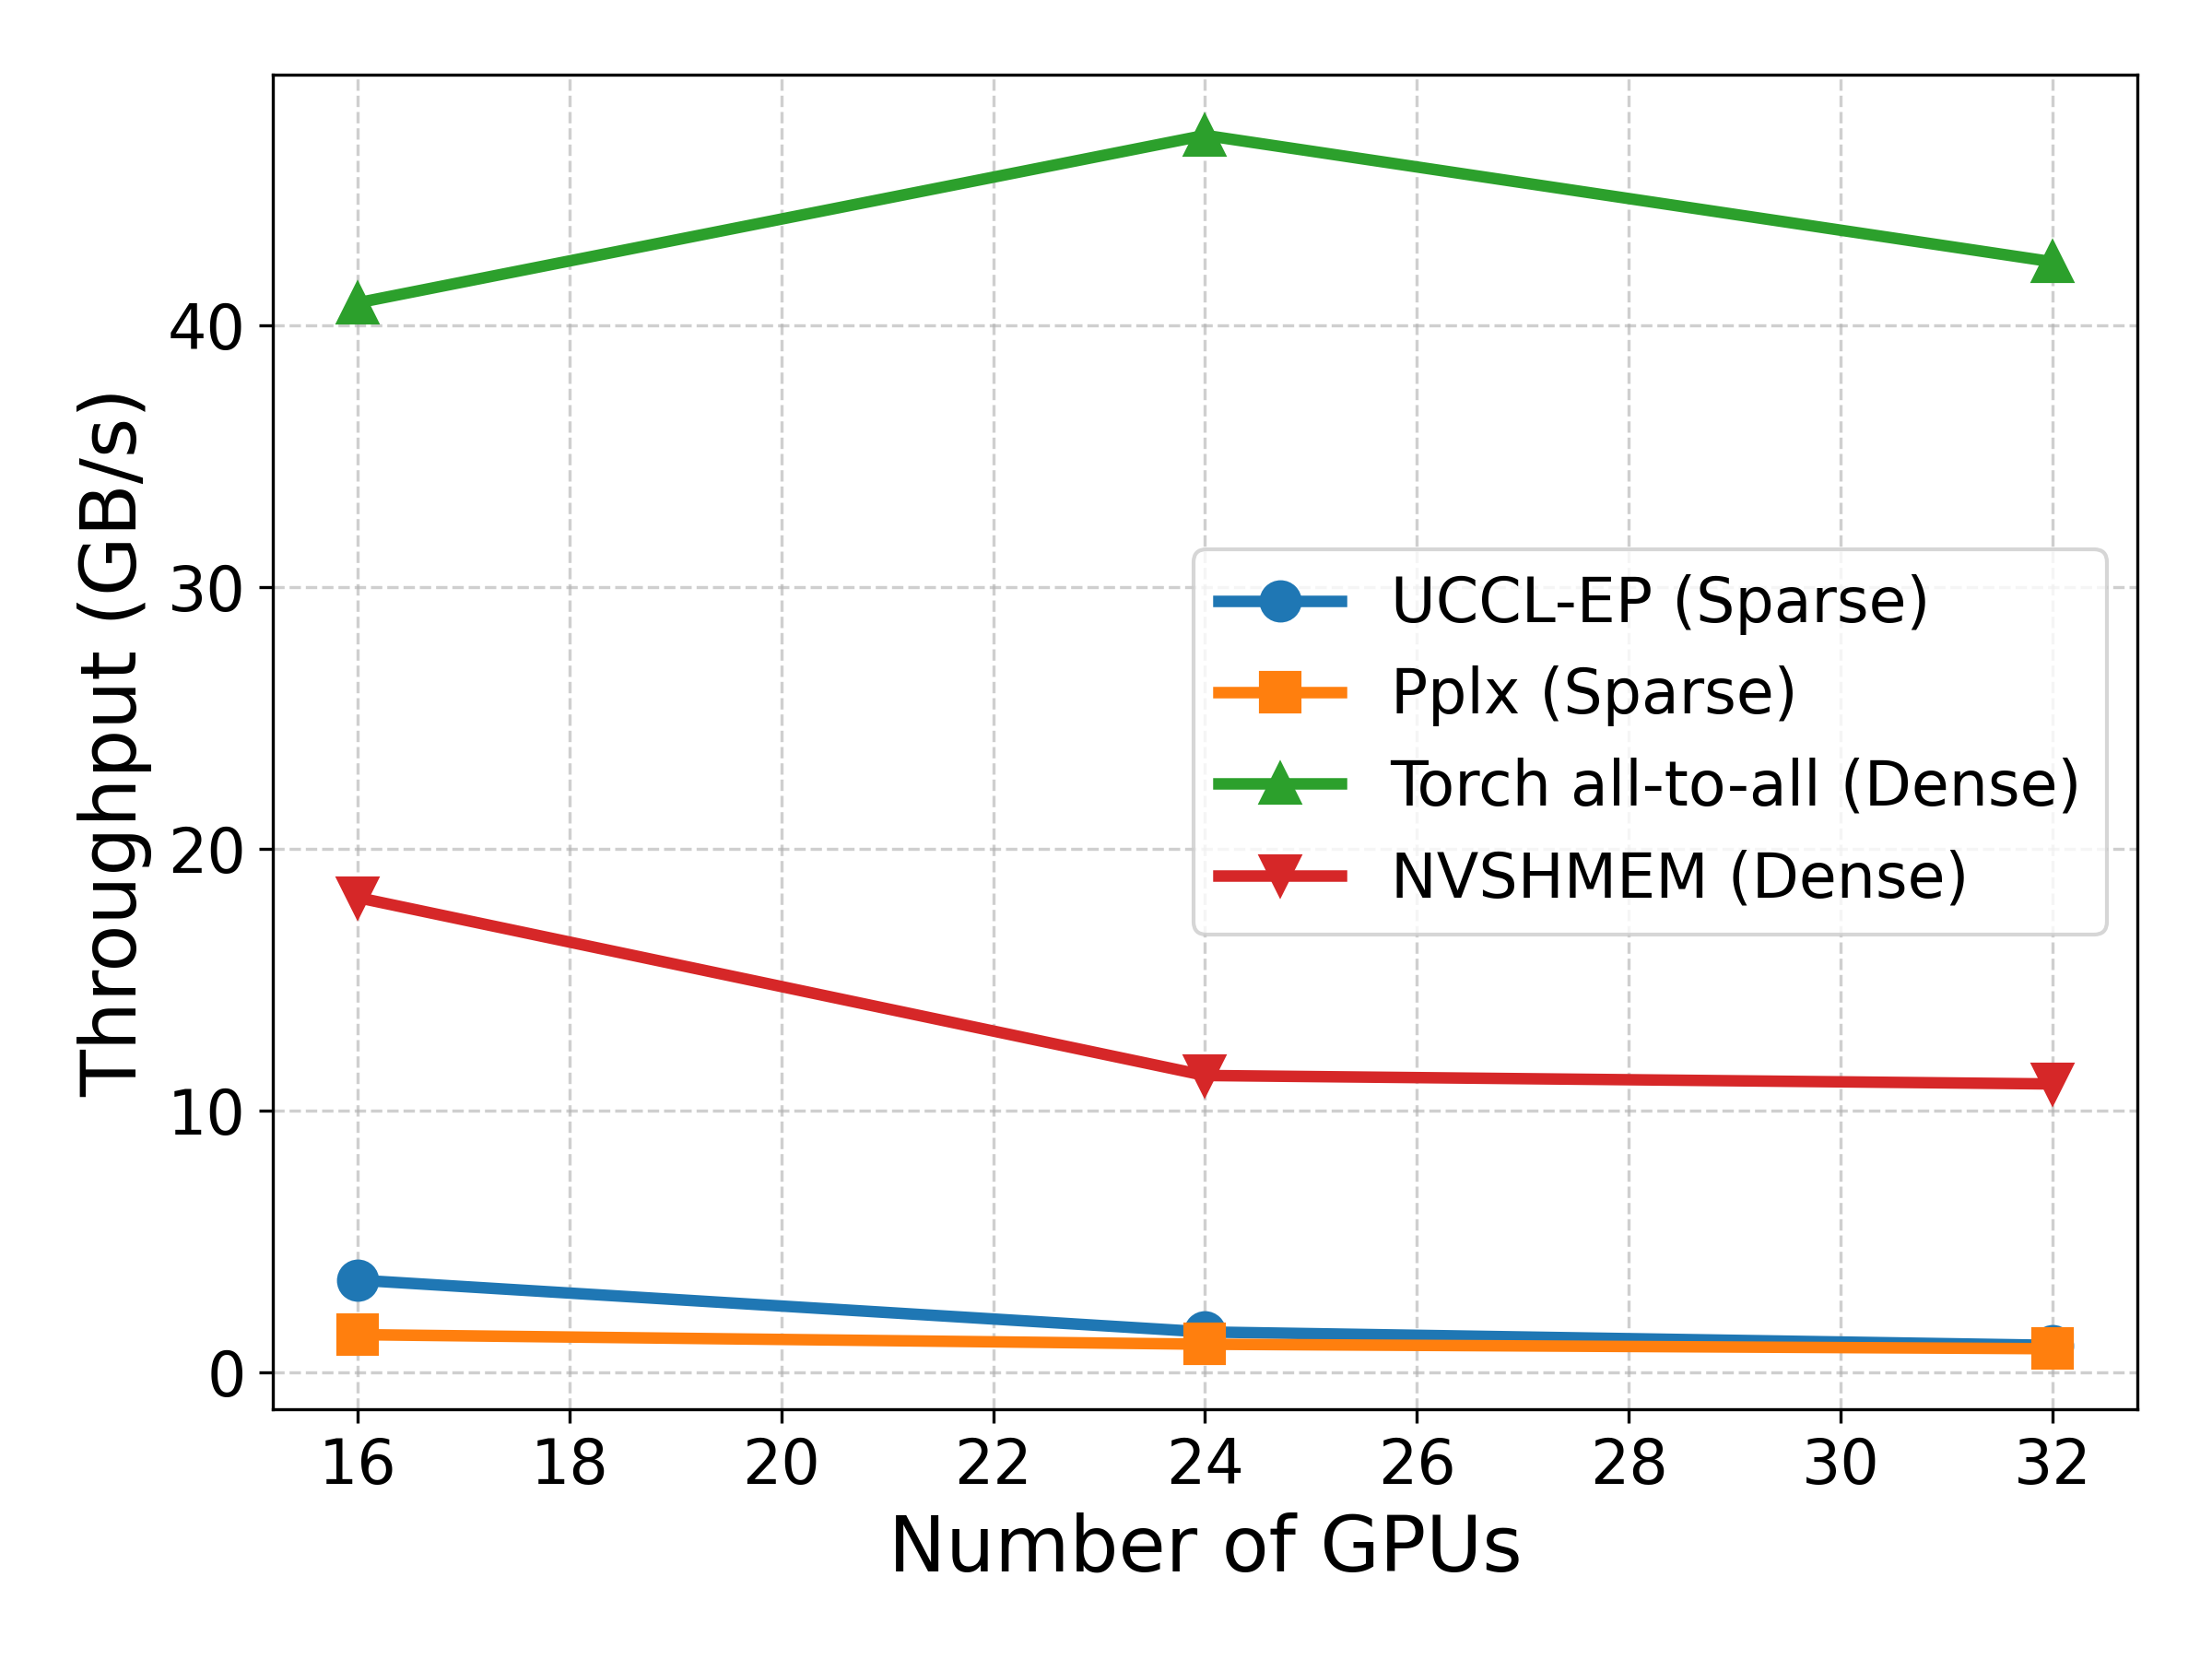 Throughput (GB/s)
40
30
20
10
0
UCCL-EP (Sparse)
Pplx (Sparse)
Torch all-to-all (Dense)
NVSHMEM (Dense)
16 18 20 22 24 26 28 30 32
Number of GPUs